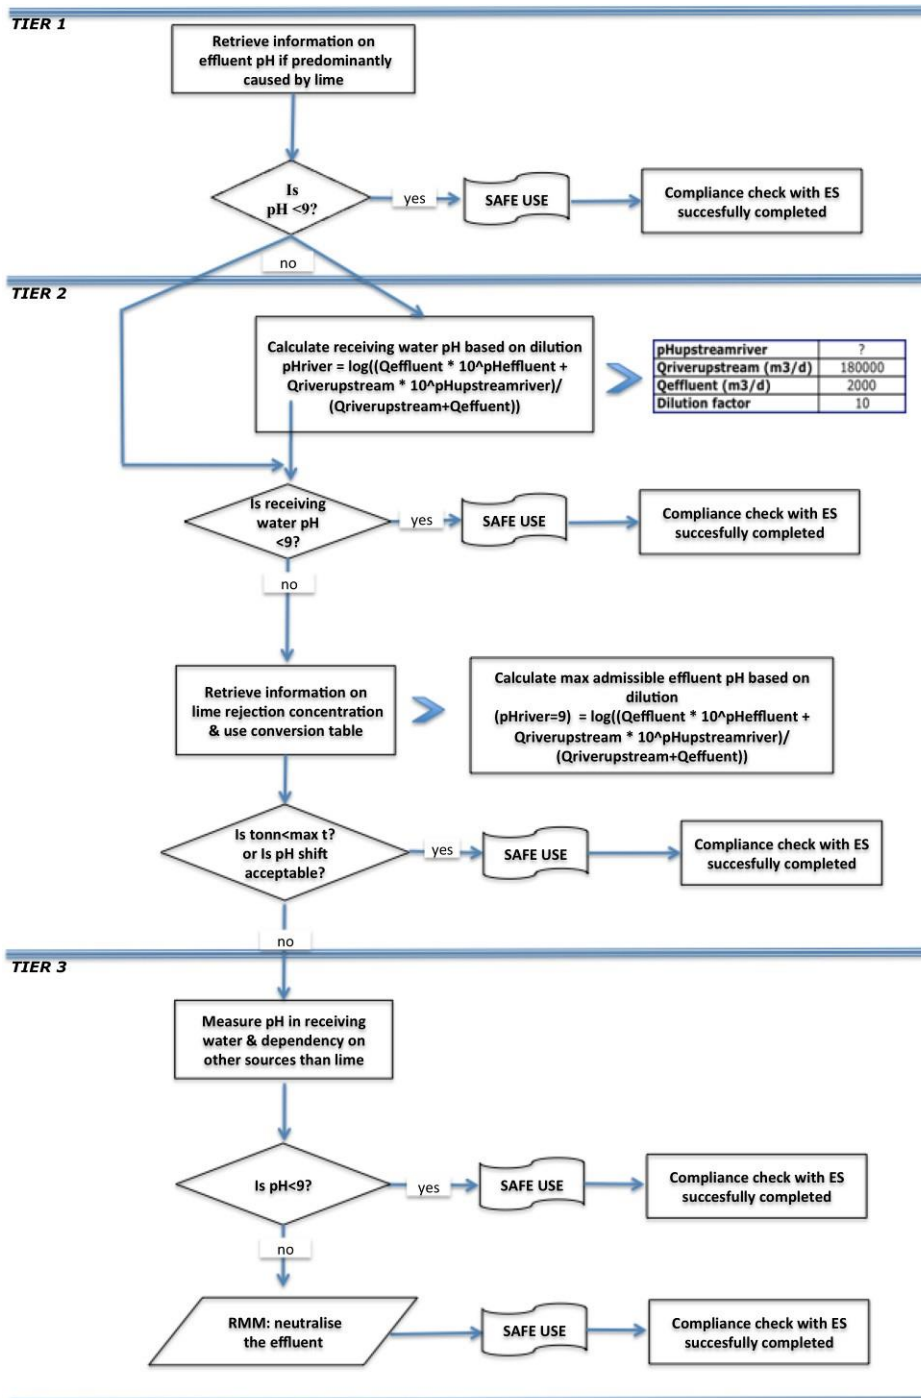 TIER 1
Retrieve information on
effluent pH if predominantly
caused by lime
Is
pH <9?
yes
SAFE USE
Compliance check with ES
succesfully completed
no
TIER 2
Calculate receiving water pH based on dilution
pHriver = log((Qeffluent * 10^pHeffluent +
Qriverupstream * 10^pHupstreamriver)/
(Qriverupstream+Qeffuent))
pHupstreamriver ?
Qriverupstream (m3/d) 180000
Qeffluent (m3/d) 2000
Dilution factor 10
Is receiving
water pH
<9?
yes
SAFE USE
Compliance check with ES
succesfully completed
no
Retrieve information on
lime rejection concentration
& use conversion table
Calculate max admissible effluent pH based on
dilution
(pHriver=9) = log((Qeffluent * 10^pHeffluent +
Qriverupstream * 10^pHupstreamriver)/
(Qriverupstream+Qeffuent))
Is tonn<max t?
or Is pH shift
acceptable?
yes
SAFE USE
Compliance check with ES
succesfully completed
no
TIER 3
Measure pH in receiving
water & dependency on
other sources than lime
Is pH<9?
yes
SAFE USE
Compliance check with ES
succesfully completed
no
RMM: neutralise
the effluent
SAFE USE
Compliance check with ES
succesfully completed